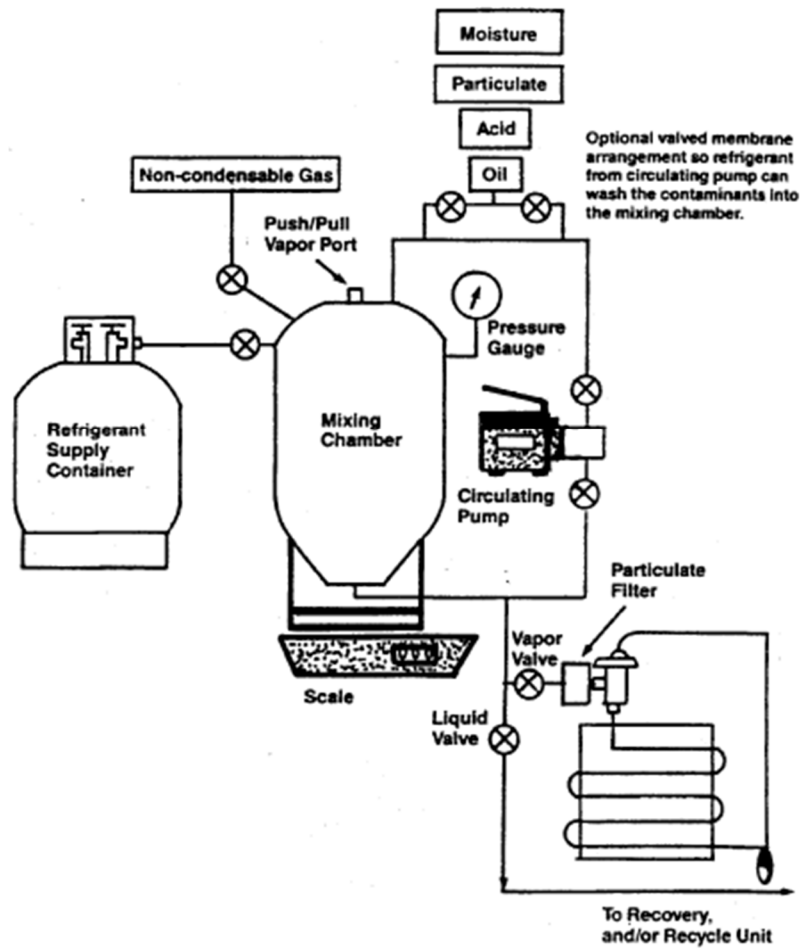 Moisture
Particulate
Acid
Oil
Optional valved membrane
arrangement so refrigerant
from circulating pump can
wash the contaminants into
the mixing chamber.
Non-condensable Gas
Push/Pull
Vapor Port
Pressure
Gauge
Refrigerant
Supply
Container
Mixing
Chamber
Circulating
Pump
Particulate
Filter
Vapor
Valve
Scale
Liquid
Valve
To Recovery,
and/or Recycle Unit